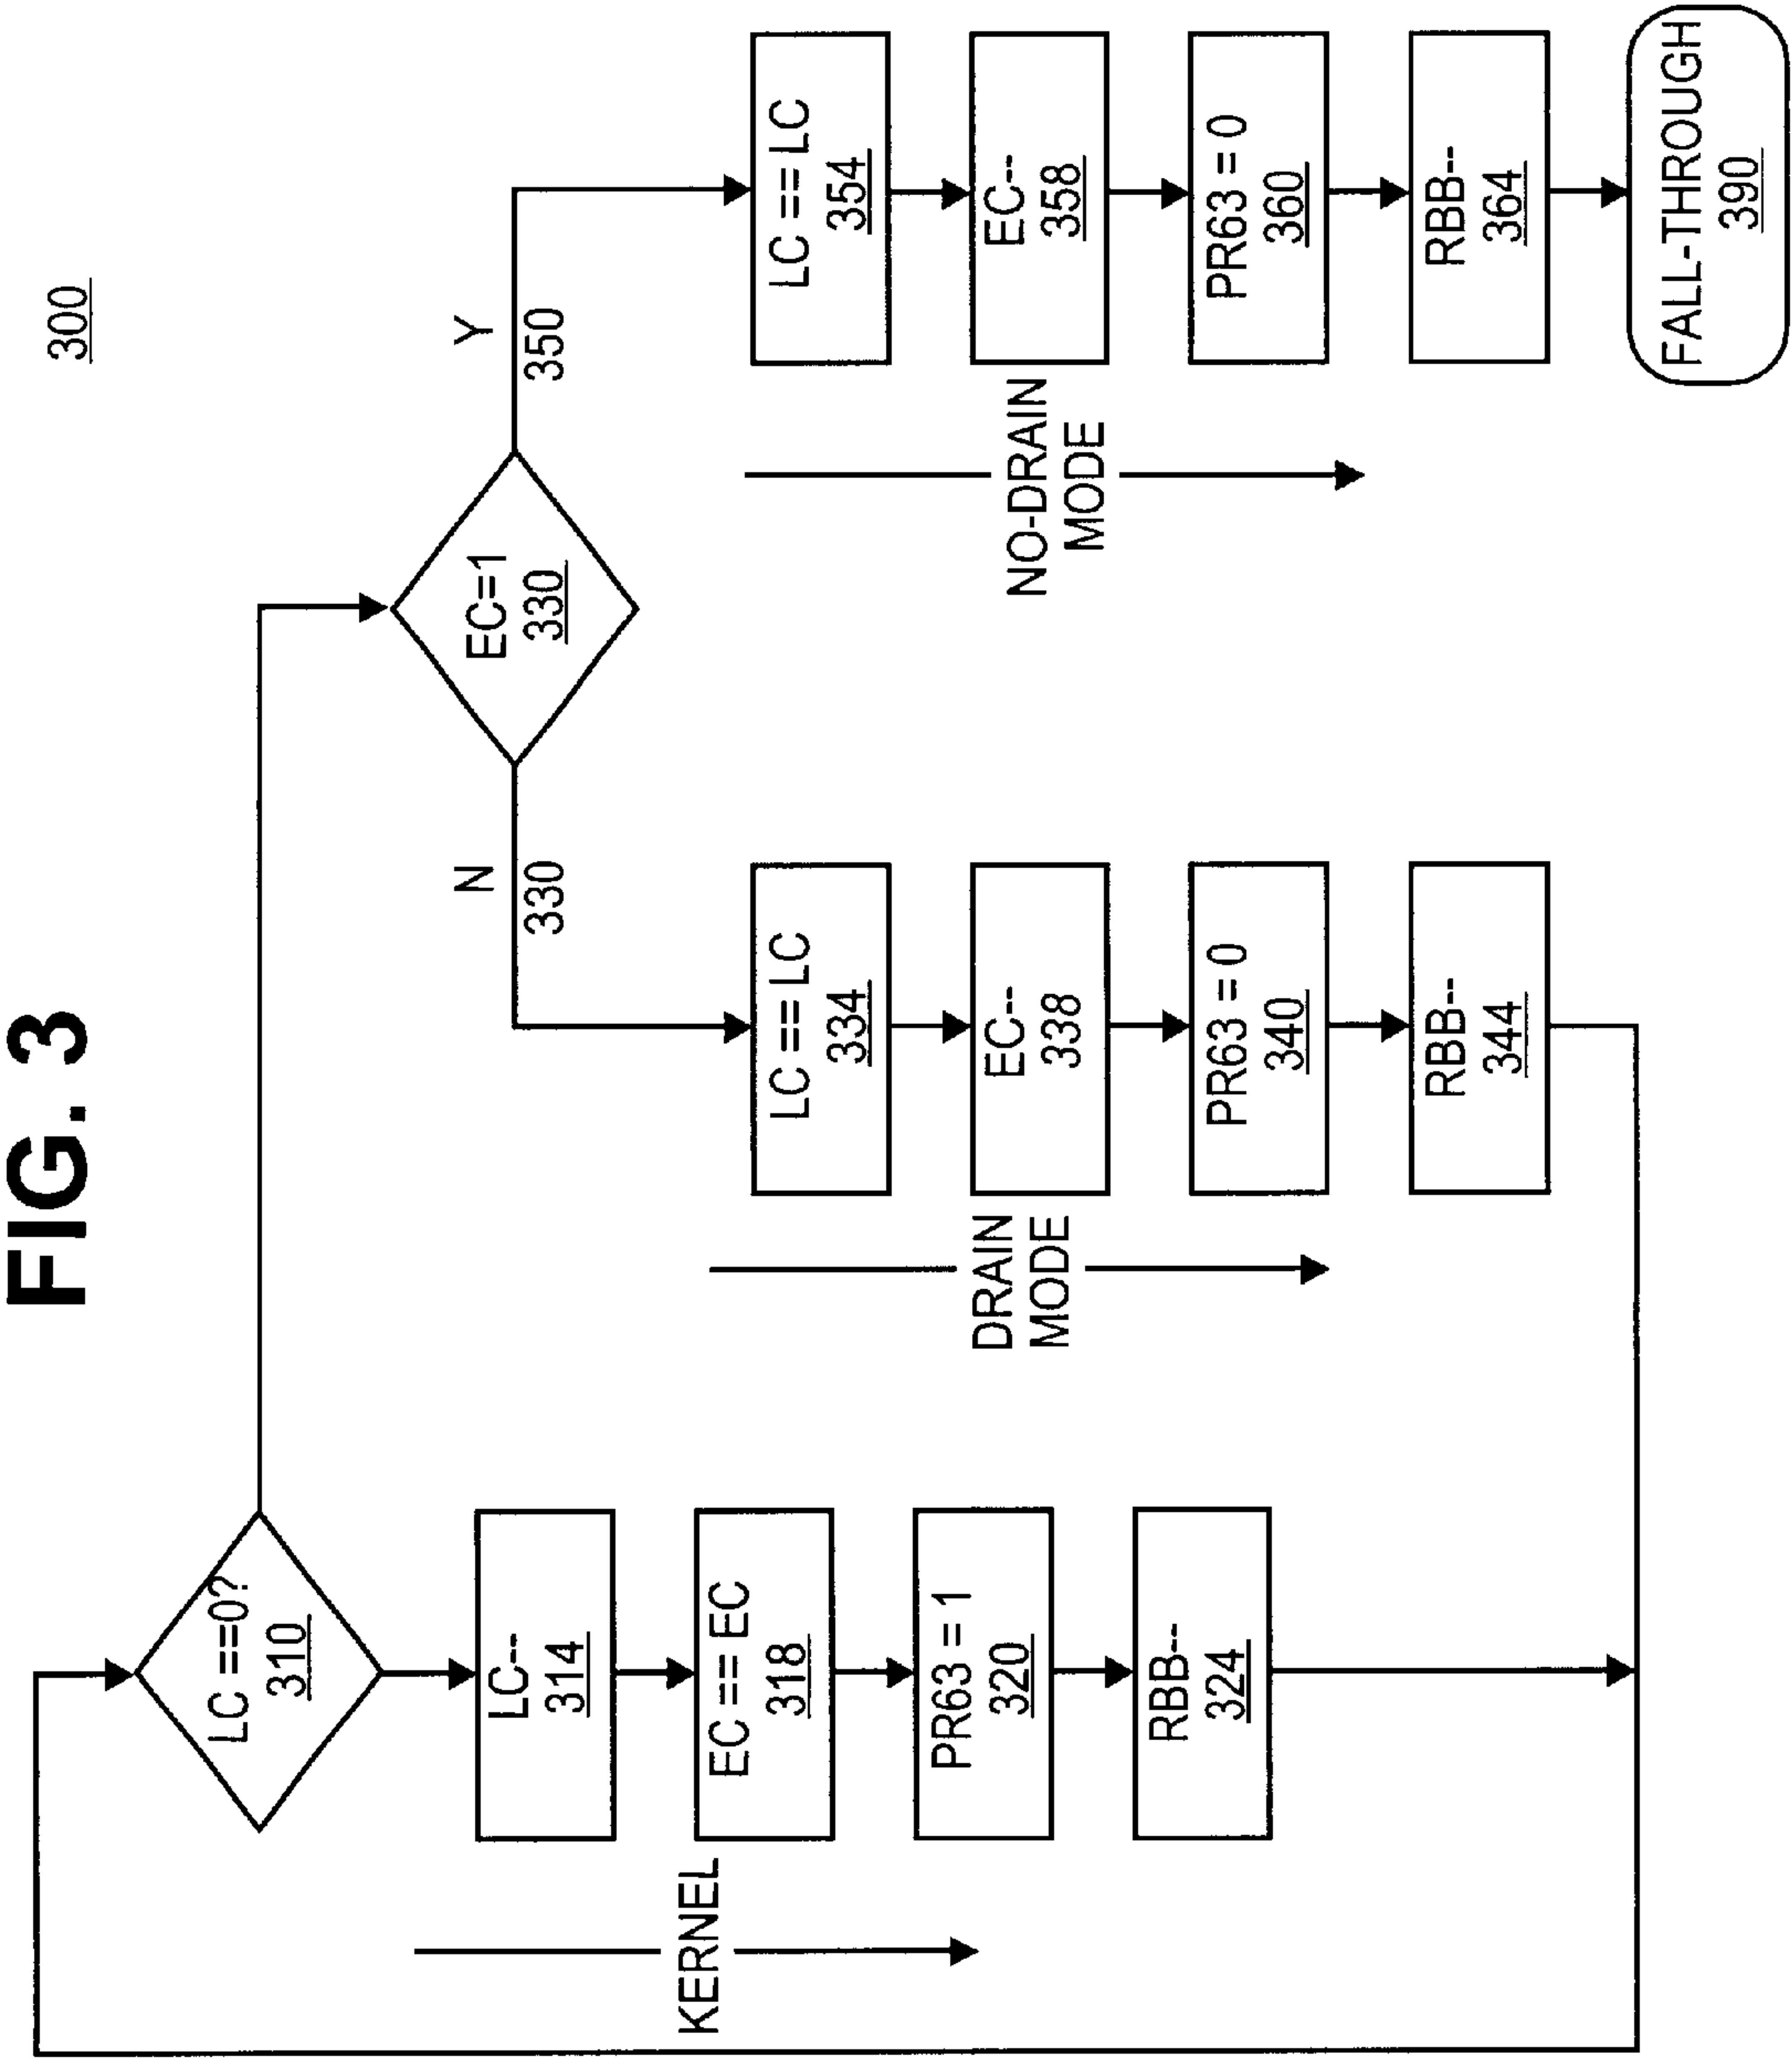 FIG. 3
300
LC ==0?
310
KERNEL
LC--
314
EC == EC
318
PR63 = 1
320
RBB--
324
EC=1
330
N
330
Y
350
DRAIN
MODE
LC == LC
334
EC--
338
PR63 = 0
340
RBB--
344
NO-DRAIN
MODE
LC == LC
354
EC--
358
PR63 = 0
360
RBB--
364
FALL-THROUGH
390